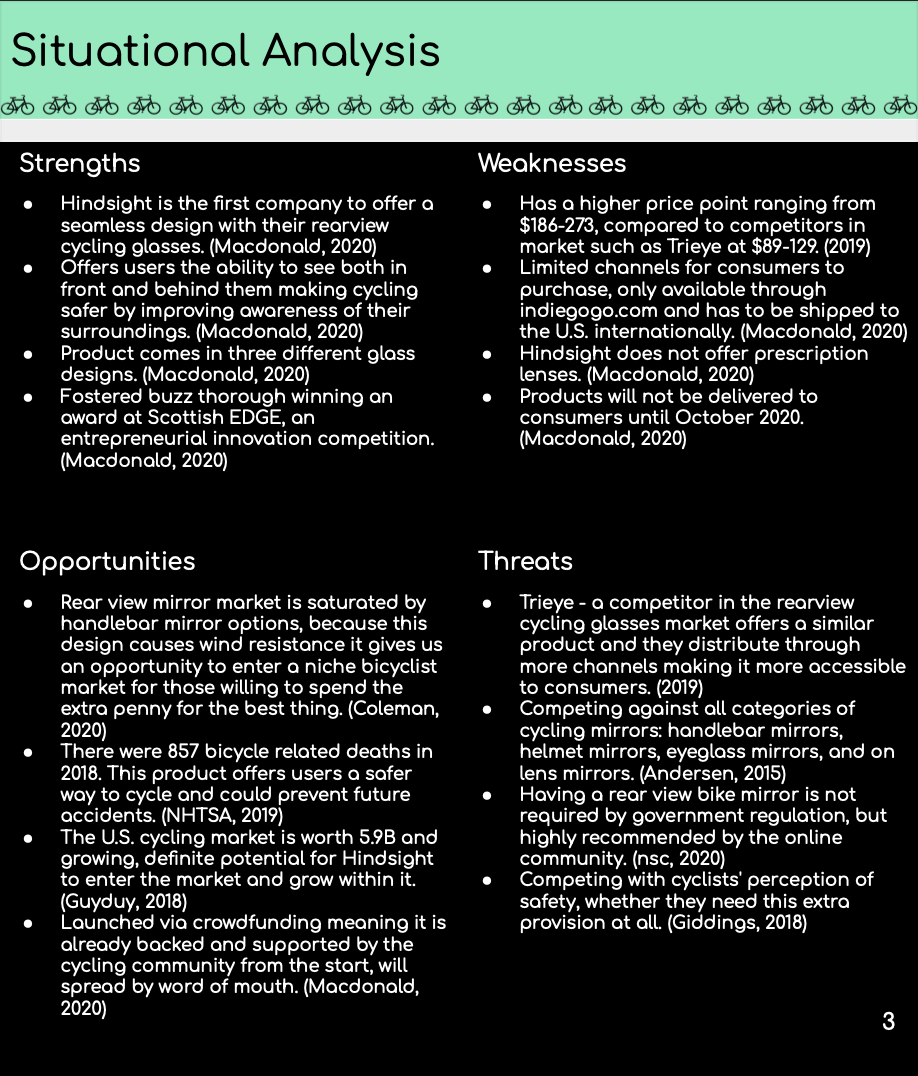 Situational Analysis
Strengths
Hindsight is the first company to offer a
seamless design with their rearview
cycling glasses. (Macdonald, 2020)
Offers users the ability to see both in
front and behind them making cycling
safer by improving awareness of their
surroundings. (Macdonald, 2020)
Product comes in three different glass
designs. (Macdonald, 2020)
Fostered buzz thorough winning an
award at Scottish EDGE, an
entrepreneurial innovation competition.
(Macdonald, 2020)
Weaknesses
Has a higher price point ranging from
$186-273, compared to competitors in
market such as Trieye at $89-129. (2019)
Limited channels for consumers to
purchase, only available through
indiegogo.com and has to be shipped to
the U.S. internationally. (Macdonald, 2020)
Hindsight does not offer prescription
lenses. (Macdonald, 2020)
Products will not be delivered to
consumers until October 2020.
(Macdonald, 2020)
Opportunities
Rear view mirror market is saturated by
handlebar mirror options, because this
design causes wind resistance it gives us
an opportunity to enter a niche bicyclist
market for those willing to spend the
extra penny for the best thing. (Coleman,
2020)
There were 857 bicycle related deaths in
2018. This product offers users a safer
way to cycle and could prevent future
accidents. (NHTSA, 2019)
The U.S. cycling market is worth 5.9B and
growing, definite potential for Hindsight
to enter the market and grow within it.
(Guyduy, 2018)
Launched via crowdfunding meaning it is
already backed and supported by the
cycling community from the start, will
spread by word of mouth. (Macdonald,
2020)
Threats
Trieye - a competitor in the rearview
cycling glasses market offers a similar
product and they distribute through
more channels making it more accessible
to consumers. (2019)
Competing against all categories of
cycling mirrors: handlebar mirrors,
helmet mirrors, eyeglass mirrors, and on
lens mirrors. (Andersen, 2015)
Having a rear view bike mirror is not
required by government regulation, but
highly recommended by the online
community. (nsc, 2020)
Competing with cyclists' perception of
safety, whether they need this extra
provision at all. (Giddings, 2018)
3